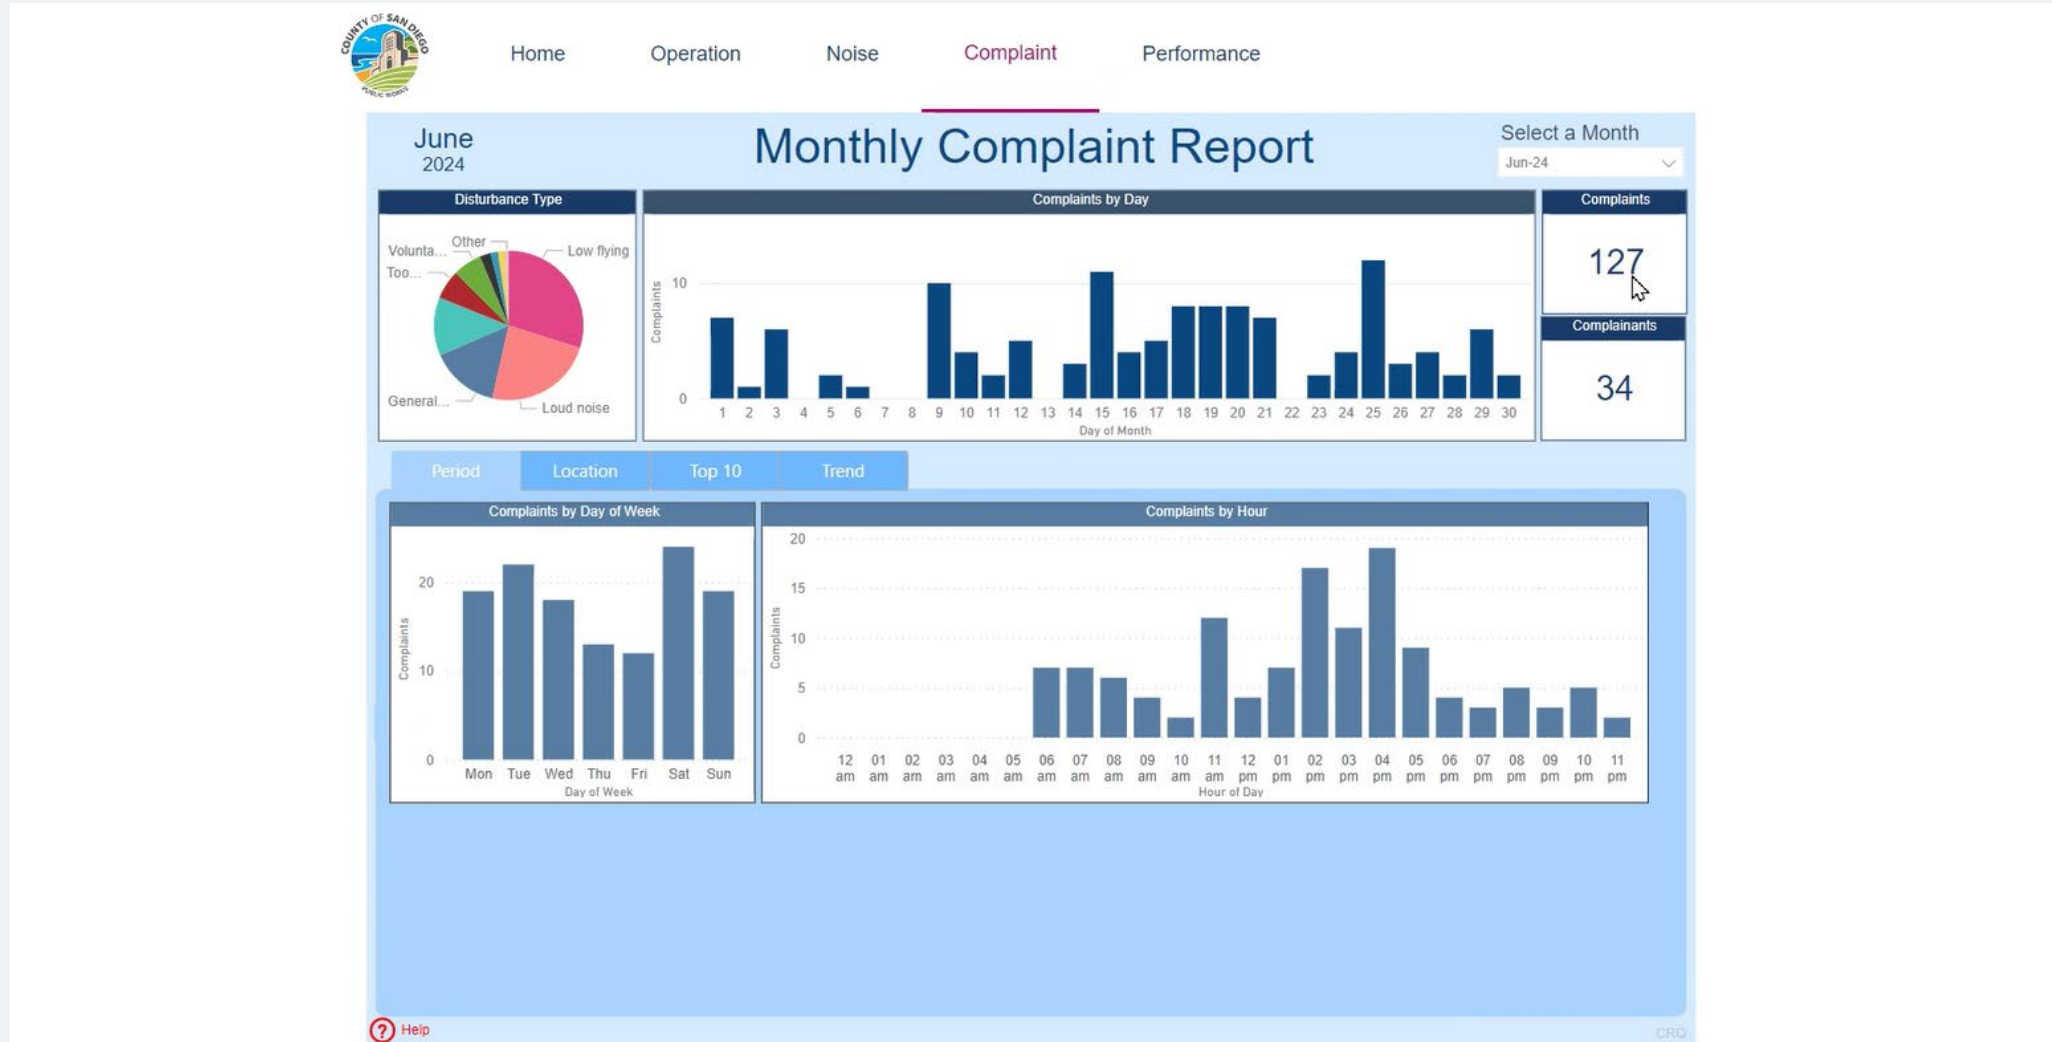 COUNTY OF SAN DIEGO
PUBLIC WORKS
Home Operation Noise Complaint Performance
June
2024
Monthly Complaint Report
Select a Month
Jun-24
Disturbance Type
Other
Volunta...
Too...
Low flying
General...
Loud noise
Complaints by Day
Complaints
10
0
1 2 3 4 5 6 7 8 9 10 11 12 13 14 15 16 17 18 19 20 21 22 23 24 25 26 27 28 29 30
Day of Month
Complaints
127
Complainants
34
Period Location Top 10 Trend
Complaints by Day of Week
Complaints
20
10
0
Mon Tue Wed Thu Fri Sat Sun
Day of Week
Complaints by Hour
Complaints
20
15
10
5
0
12 01 02 03 04 05 06 07 08 09 10 11 12 01 02 03 04 05 06 07 08 09 10 11
am am am am am am am am am am am am pm pm pm pm pm pm pm pm pm pm pm pm
Hour of Day
? Help
CRQ